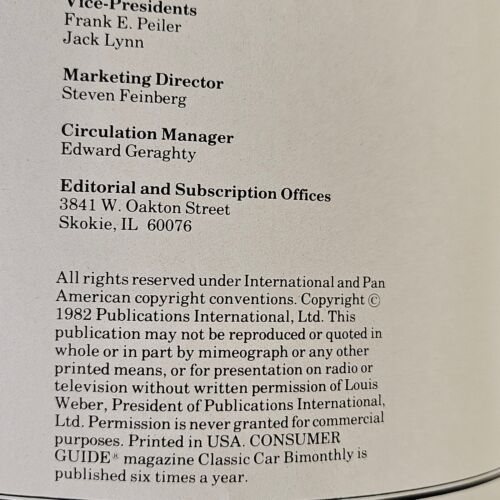 Vice-Presidents
Frank E. Peiler
Jack Lynn
Marketing Director
Steven Feinberg
Circulation Manager
Edward Geraghty
Editorial and Subscription Offices
3841 W. Oakton Street
Skokie, IL 60076
All rights reserved under International and Pan
American copyright conventions. Copyright ©
1982 Publications International, Ltd. This
publication may not be reproduced or quoted in
whole or in part by mimeograph or any other
printed means, or for presentation on radio or
television without written permission of Louis
Weber, President of Publications International,
Ltd. Permission is never granted for commercial
purposes. Printed in USA. CONSUMER
GUIDE® magazine Classic Car Bimonthly is
published six times a year.